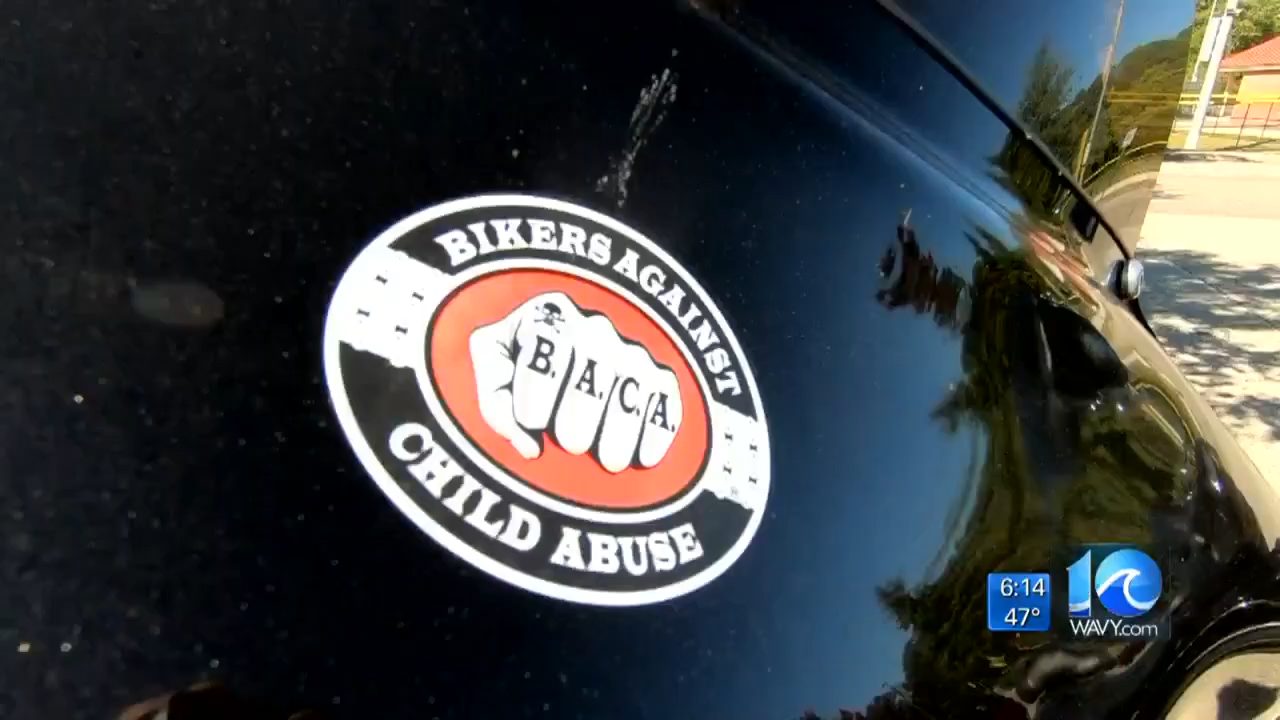 BIKERS AGAINST
B. A. C. A.
CHILD ABUSE
6:14
47°
10
WAVY.com